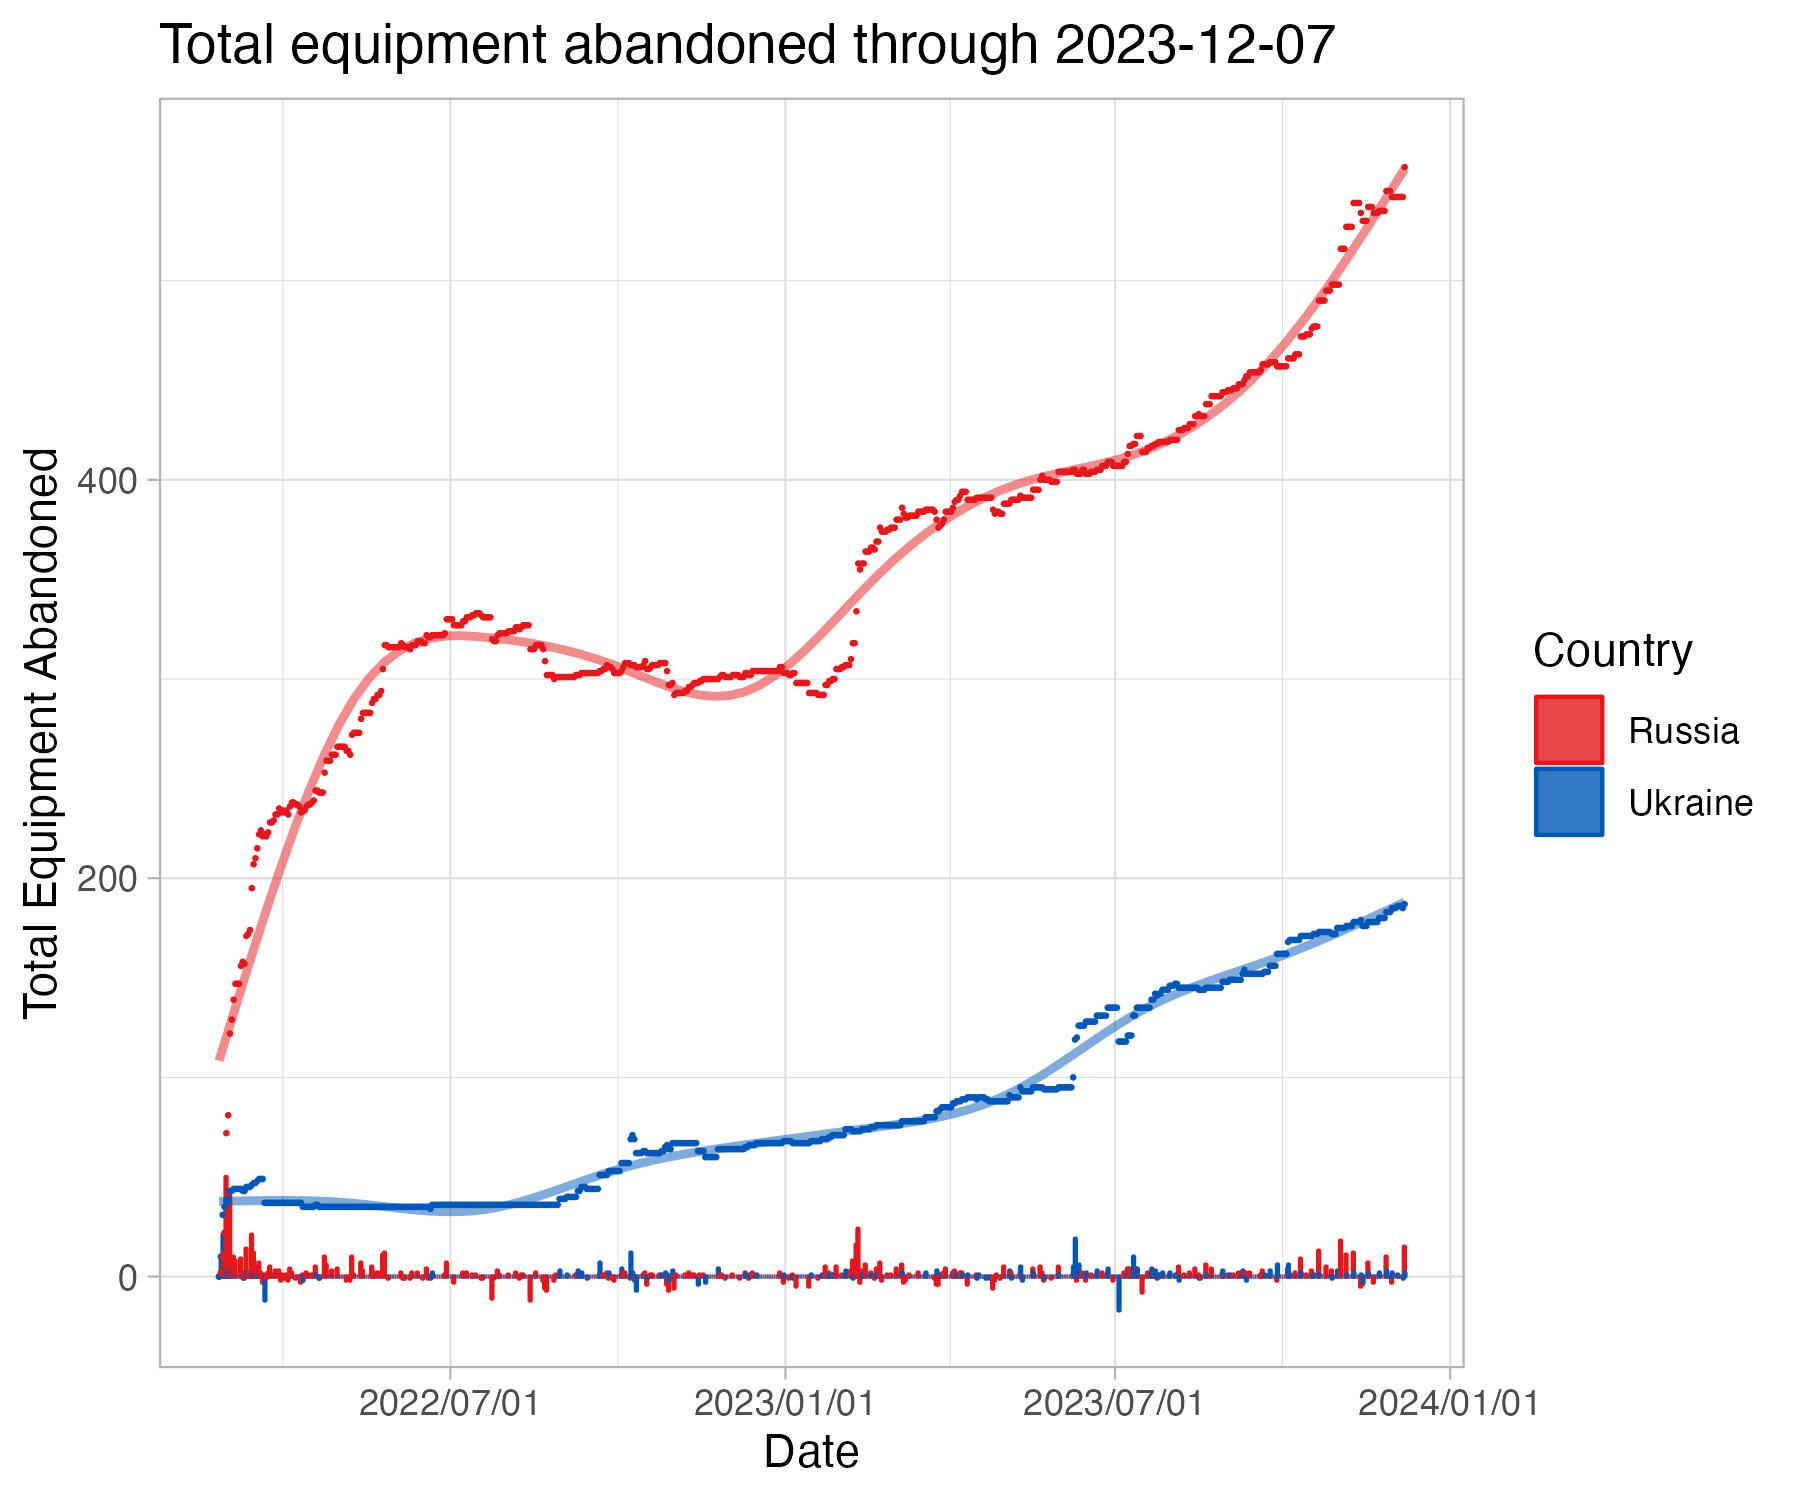 Total equipment abandoned through 2023-12-07
Total Equipment Abandoned
400
200
0
2022/07/01
2023/01/01
2023/07/01
2024/01/01
Date
Country
Russia
Ukraine